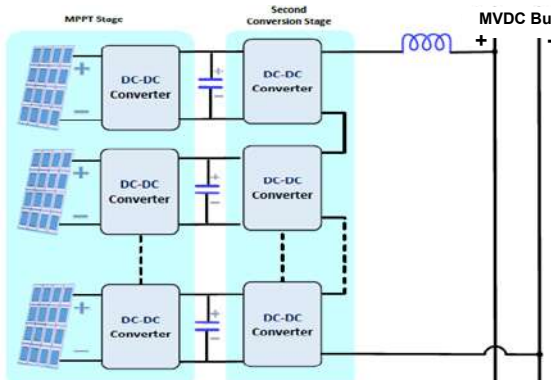 MPPT Stage
Second
Conversion Stage
MVDC Bu
+
-
+
-
DC-DC
Converter
+
-
DC-DC
Converter
+
-
DC-DC
Converter
+
-
DC-DC
Converter
+
-
DC-DC
Converter
+
-
DC-DC
Converter